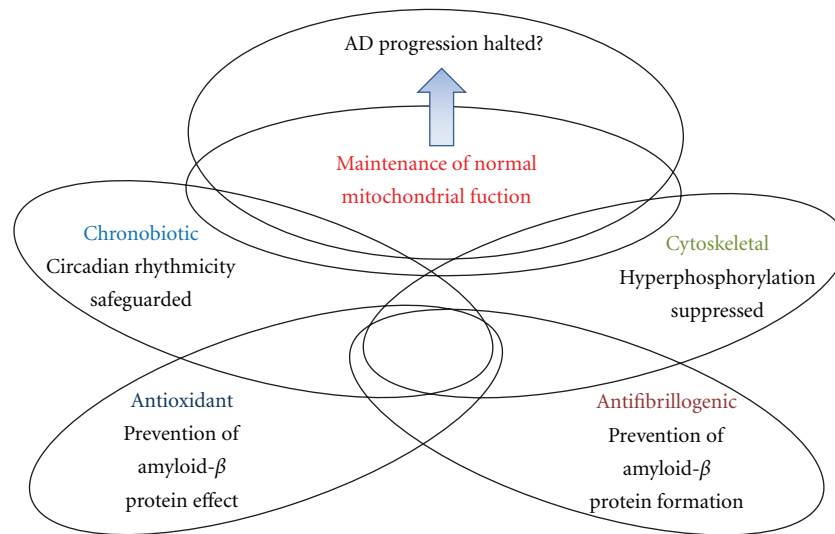 AD progression halted?
Maintenance of normal
mitochondrial fuction
Chronobiotic
Circadian rhythmicity
safeguarded
Cytoskeletal
Hyperphosphorylation
suppressed
Antioxidant
Prevention of
amyloid-β
protein effect
Antifibrillogenic
Prevention of
amyloid-β
protein formation